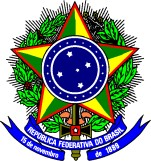 REPÚBLICA FEDERATIVA DO BRASIL
15 de novembro de 1889